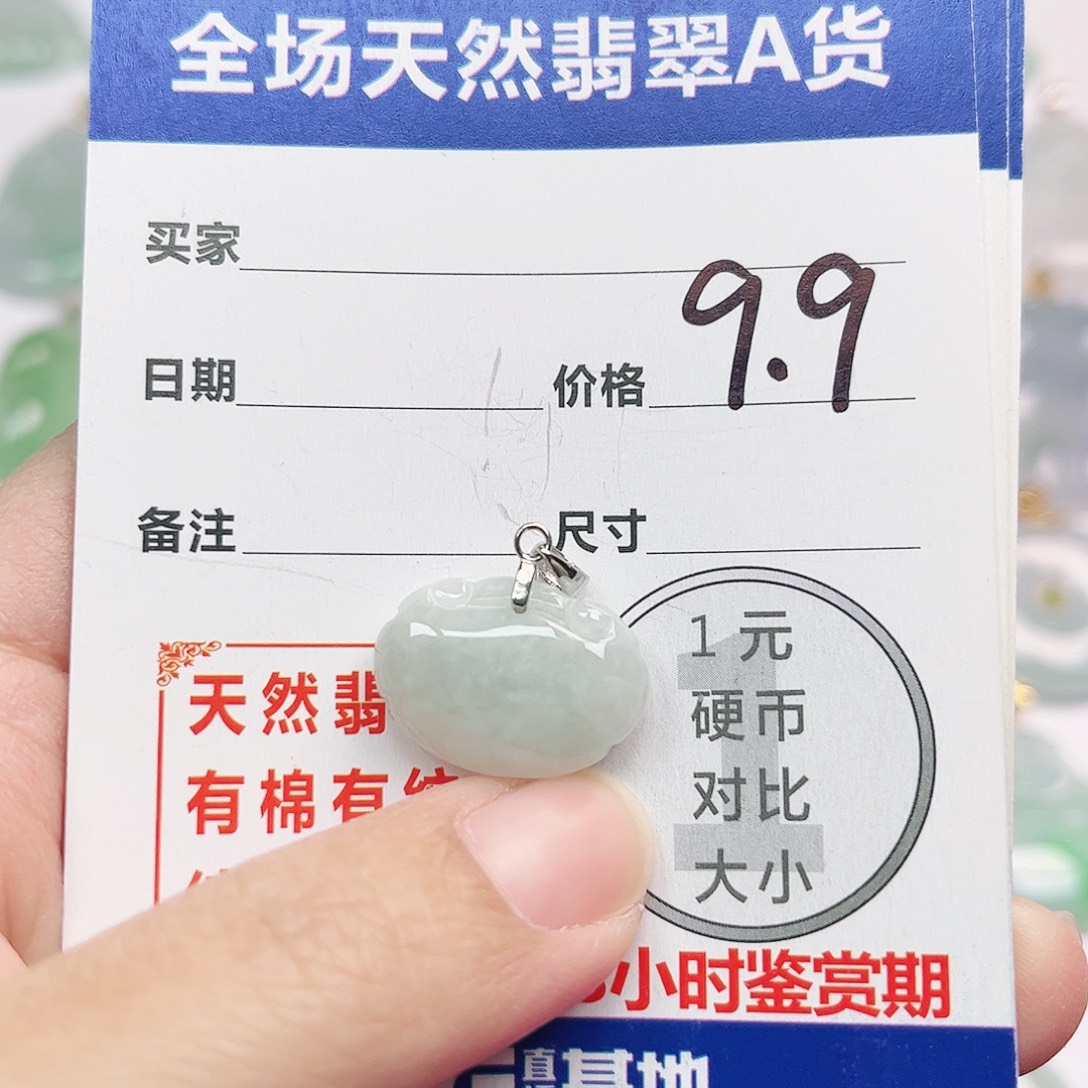 全场天然翡翠A货
买家
9.9
日期 价格
备注 尺寸
1元
硬币
对比
大小
天然翡
有棉有
小时鉴赏期
基地